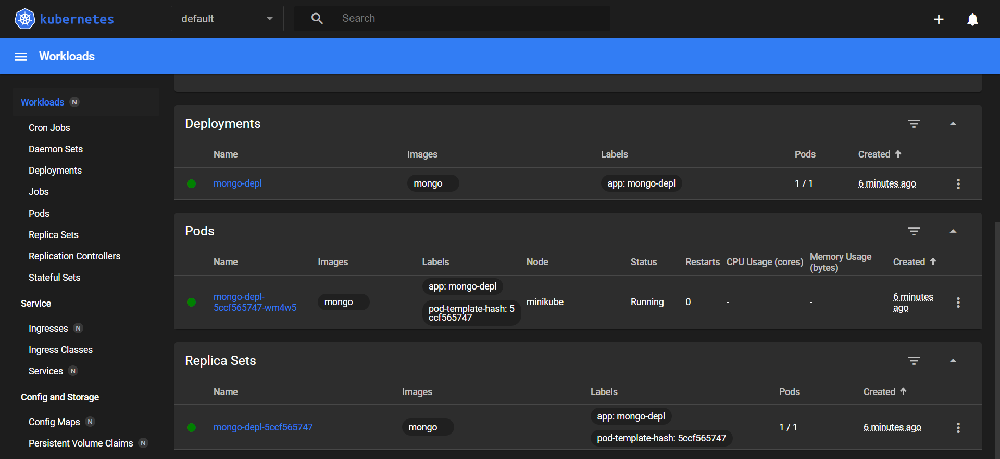 kubernetes
default
Search
Workloads
Workloads N
Cron Jobs
Daemon Sets
Deployments
Jobs
Pods
Replica Sets
Replication Controllers
Stateful Sets
Service
Ingresses N
Ingress Classes
Services N
Config and Storage
Config Maps N
Persistent Volume Claims N
Deployments
Name Images Labels Pods Created
mongo-depl mongo app: mongo-depl 1 / 1 6 minutes ago
Pods
Name Images Labels Node Status Restarts CPU Usage (cores) Memory Usage
(bytes) Created
mongo-depl-
5ccf565747-wm4w5
mongo
app: mongo-depl
pod-template-hash: 5
ccf565747
minikube Running 0 - -
6 minutes
ago
Replica Sets
Name Images Labels Pods Created
mongo-depl-5ccf565747 mongo
app: mongo-depl
pod-template-hash: 5ccf565747
1 / 1 6 minutes ago